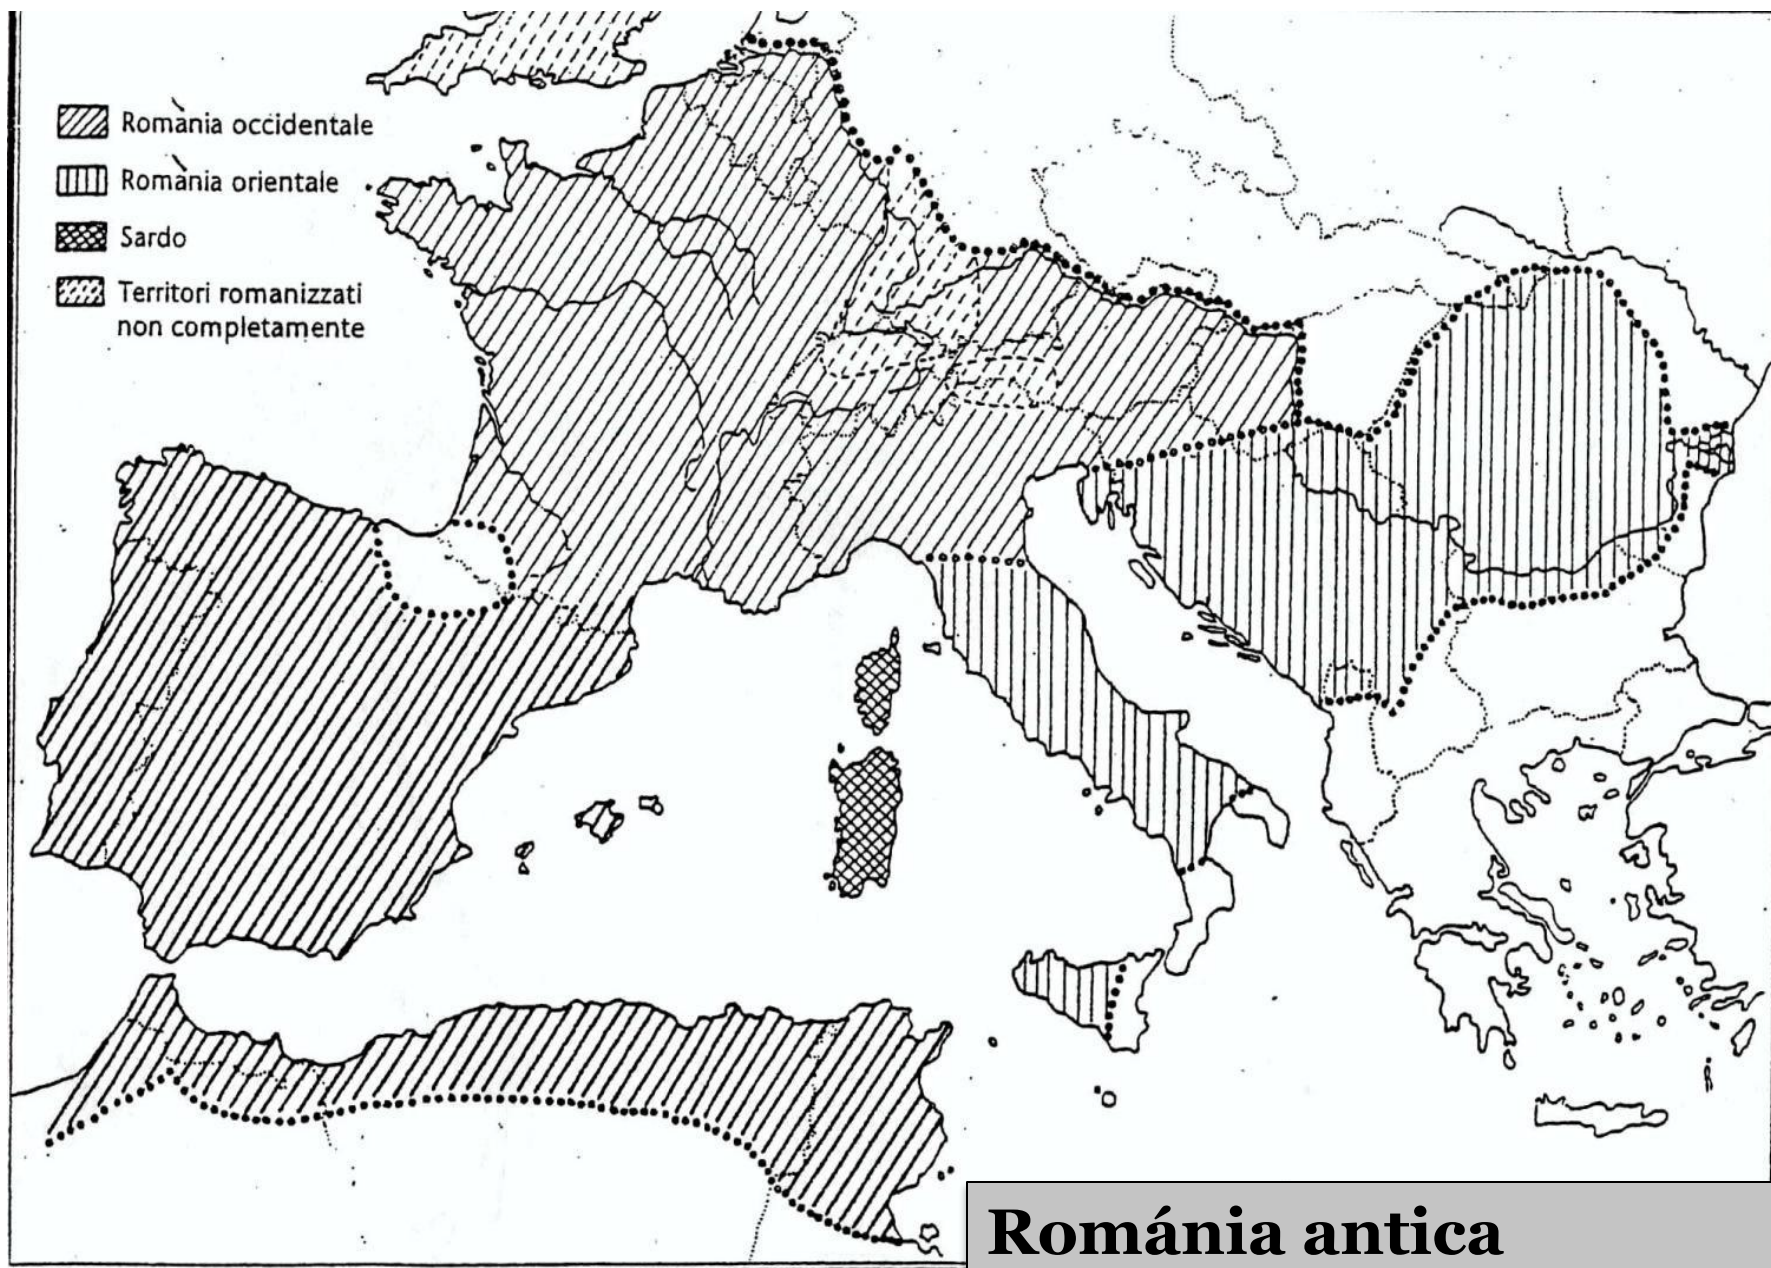 Romània occidentale
Romània orientale
Sardo
Territori romanizzati
non completamente
Románia antica